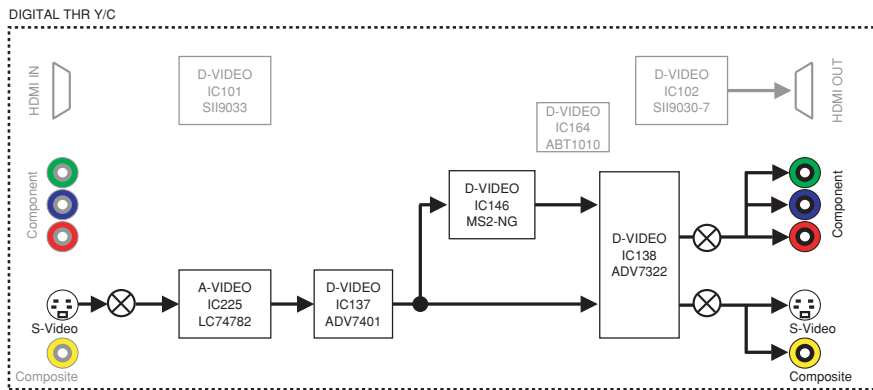 DIGITAL THR Y/C
HDMI IN
D-VIDEO
IC101
SII9033
D-VIDEO
IC102
SII9030-7
HDMI OUT
D-VIDEO
IC164
ABT1010
Component
D-VIDEO
IC146
MS2-NG
D-VIDEO
IC138
ADV7322
Component
A-VIDEO
IC225
LC74782
D-VIDEO
IC137
ADV7401
S-Video
S-Video
Composite
Composite